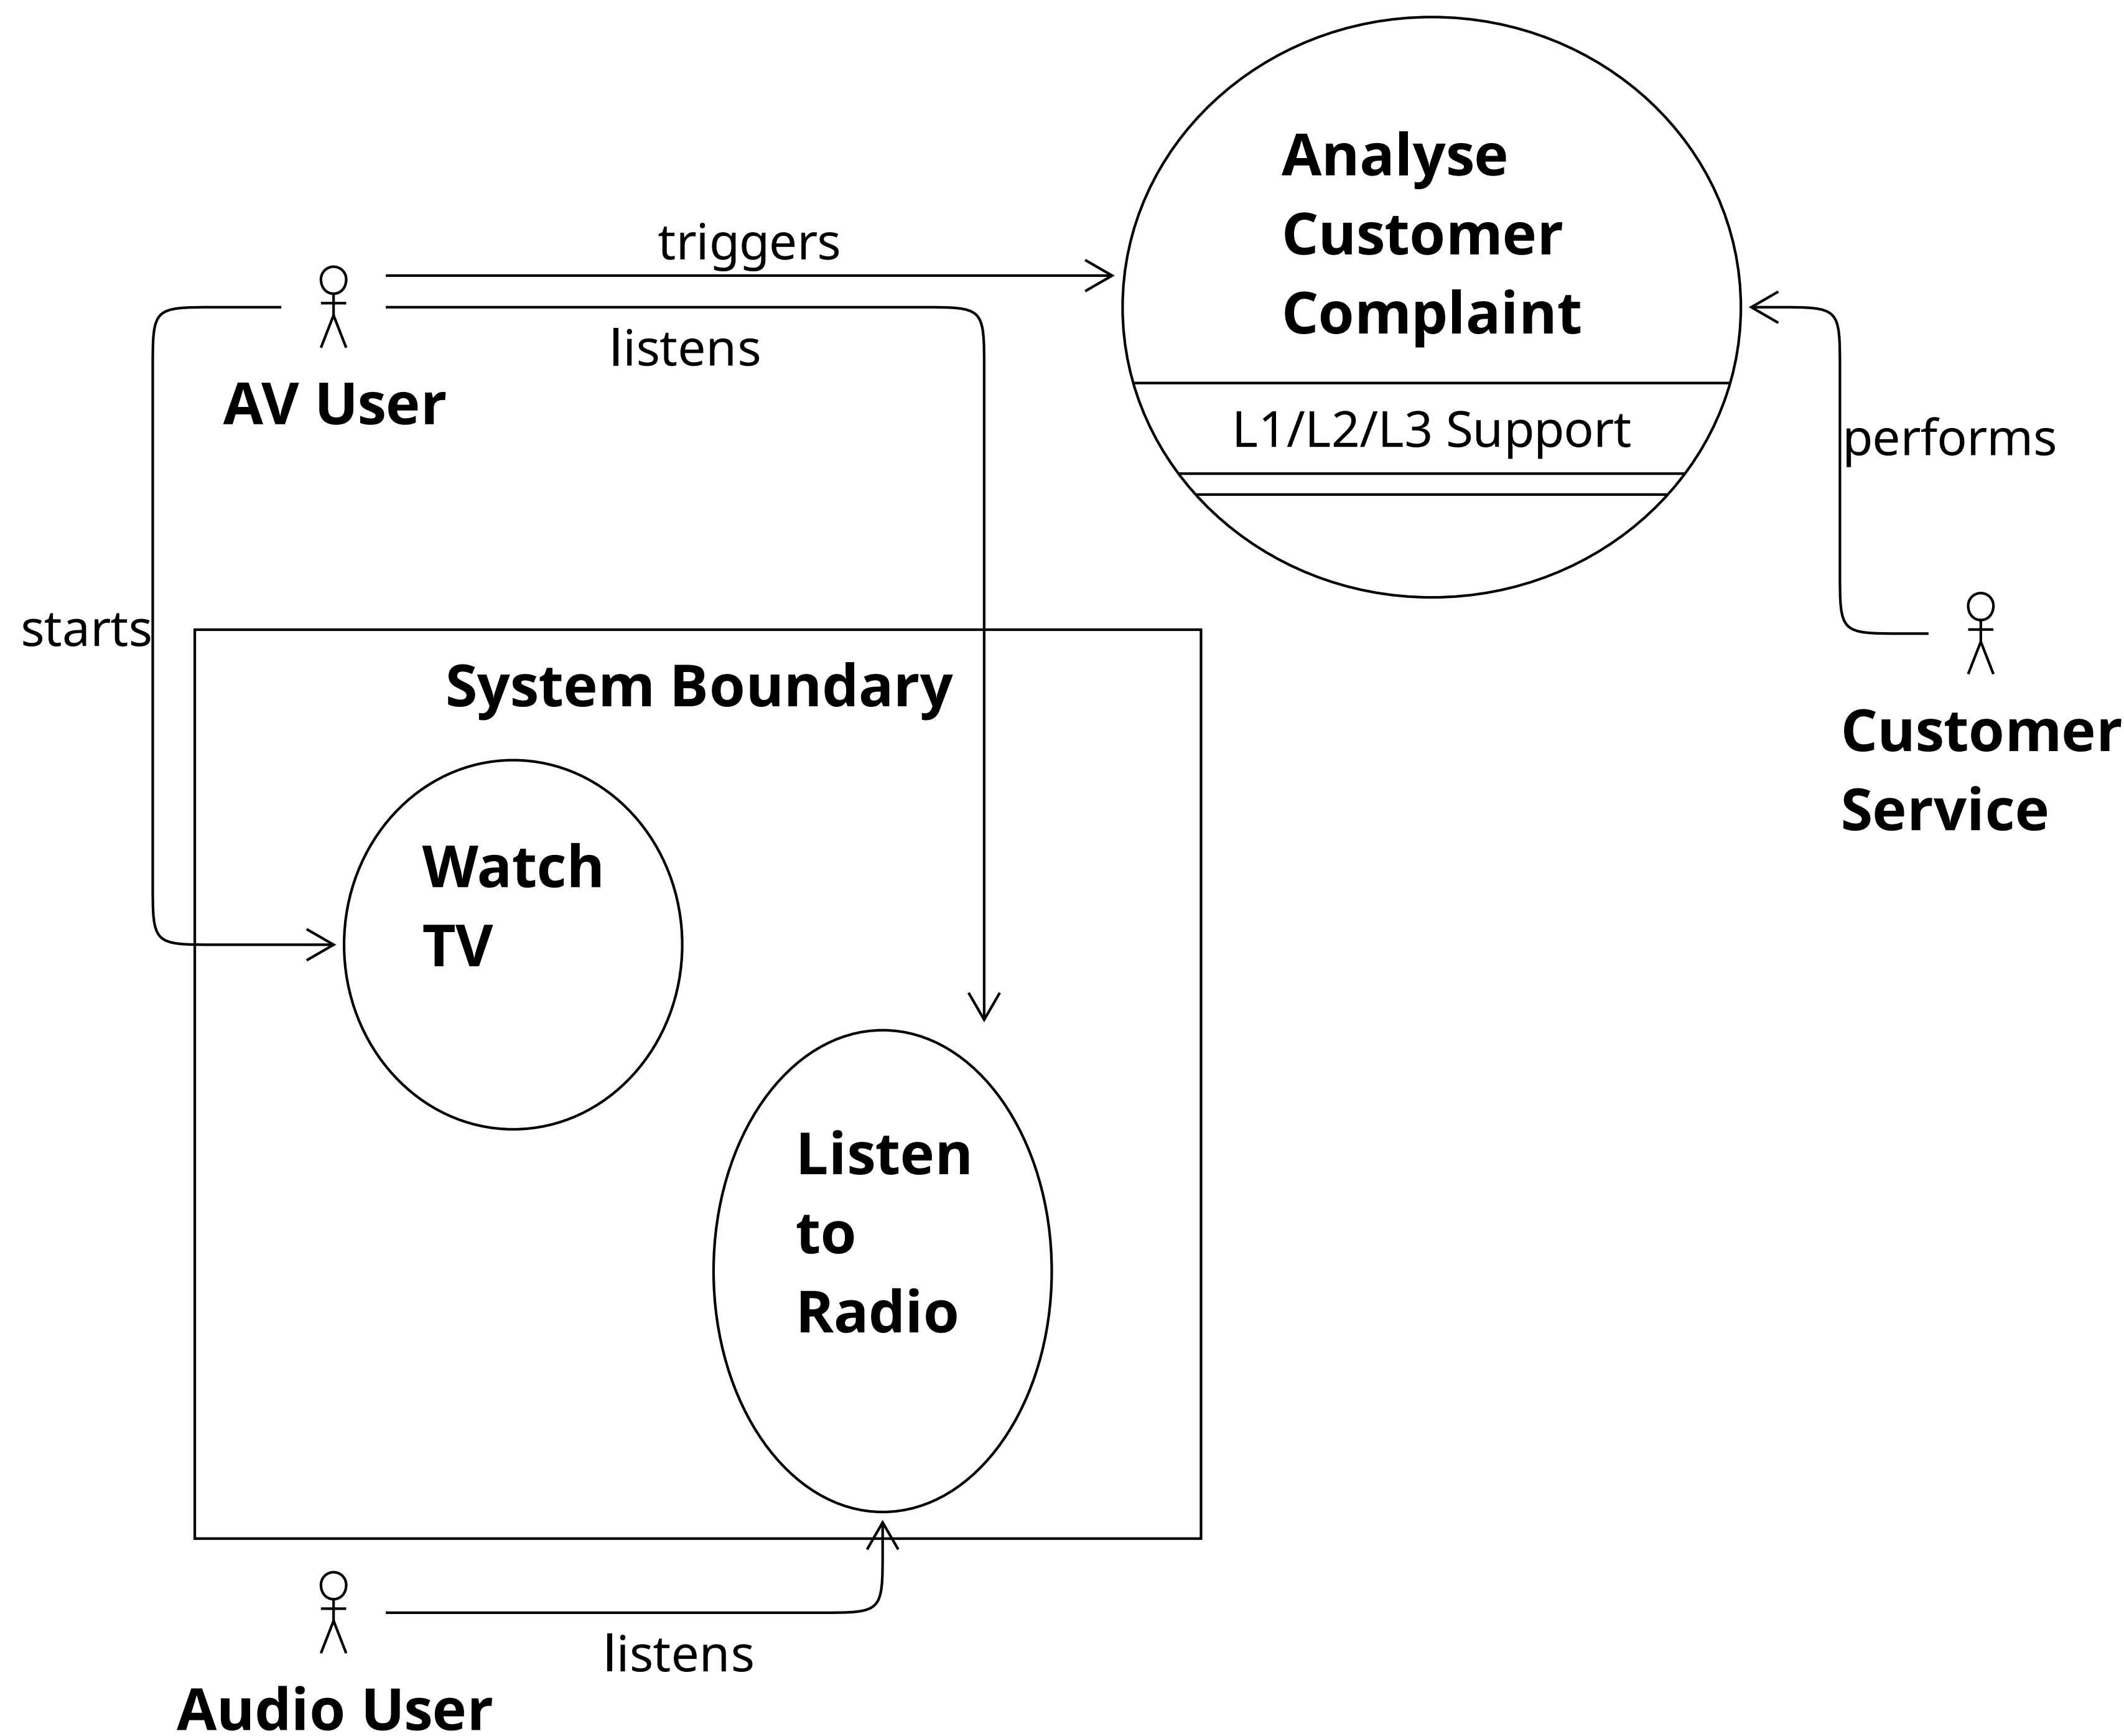 Analyse
Customer
Complaint
triggers
listens
AV User
L1/L2/L3 Support
performs
starts
System Boundary
Customer
Service
Watch
TV
Listen
to
Radio
listens
Audio User